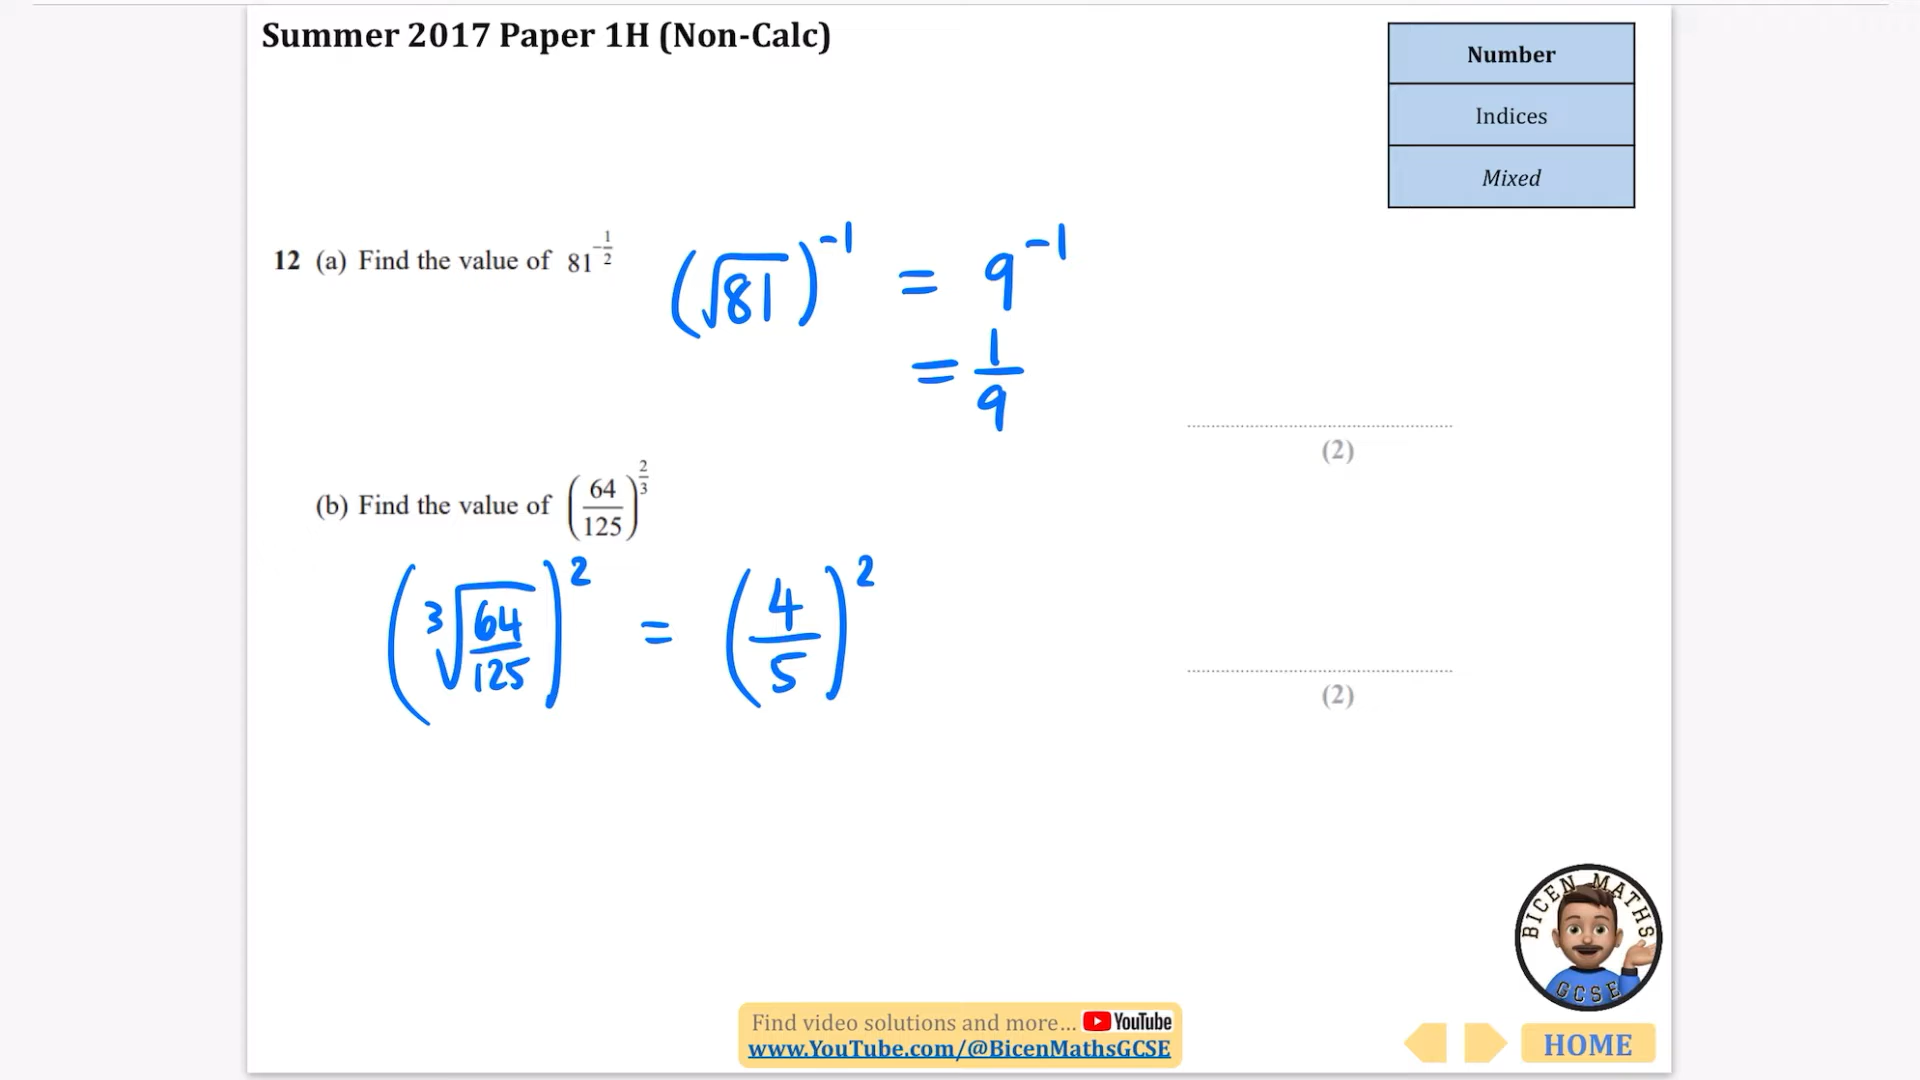 Summer 2017 Paper 1H (Non-Calc)
Number
Indices
Mixed
12 (a) Find the value of 81^(-1/2)
(√81)^-1 = 9^-1
= 1/9
(2)
(b) Find the value of (64/125)^(2/3)
(³√(64/125))^2 = (4/5)^2
(2)
BICEN MATHS
GCSE
Find video solutions and more... YouTube
www.YouTube.com/@BicenMathsGCSE
HOME